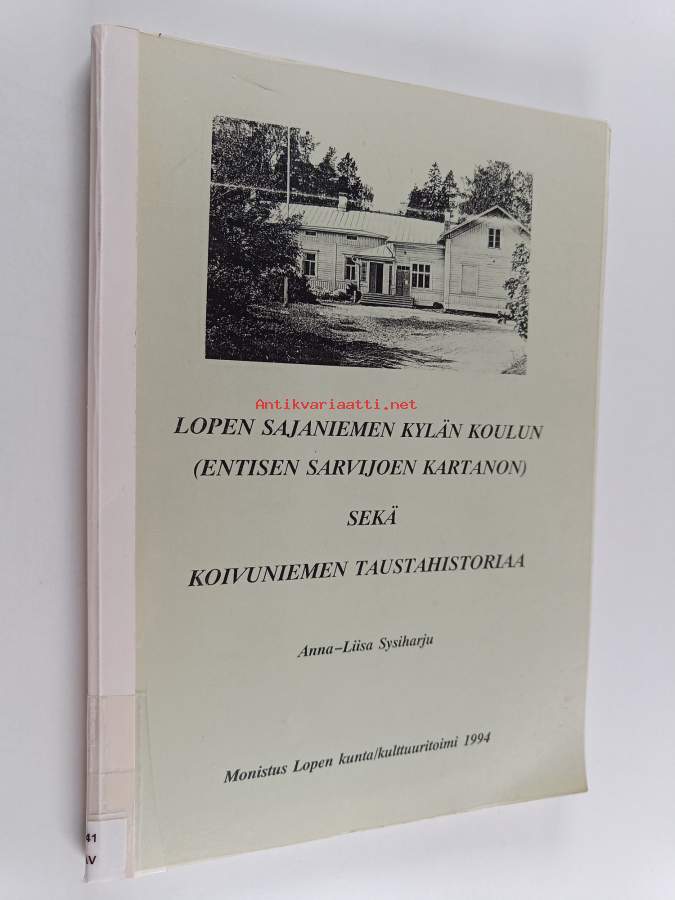 Antikvariaatti.net
LOPEN SAJANIEMEN KYLÄN KOULUN
(ENTISEN SARVIJOEN KARTANON)
SEKÄ
KOIVUNIEMEN TAUSTAHISTORIAA
Anna-Liisa Sysiharju
Monistus Lopen kunta/kulttuuritoimi 1994
41